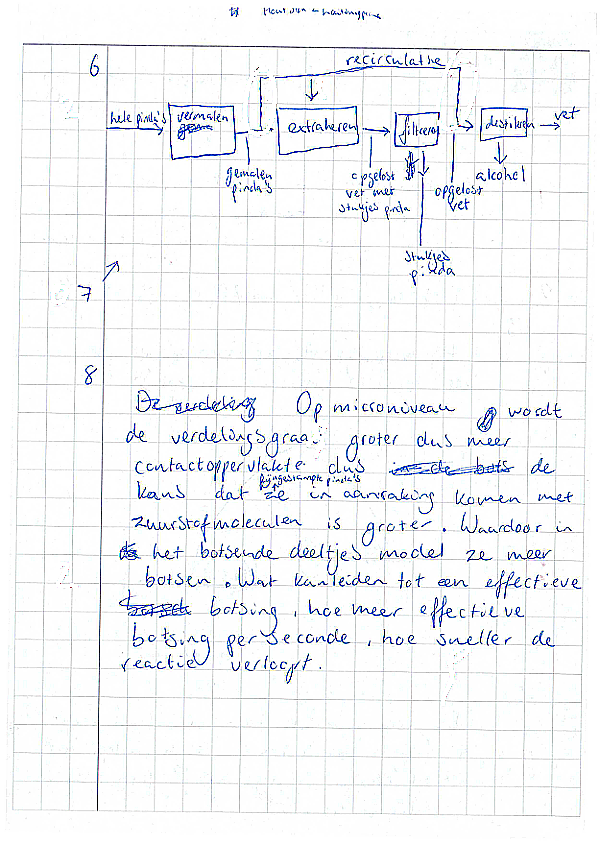 6
recirculatie
hele pinda's
vermalen
extraheren
filtreren
destileren
vet
gemalen
pinda's
opgelost
vet met
stukjes pinda
opgelost
vet
alcohol
stukjes
pinda
7
8
Op microniveau wordt
de verdelingsgraad groter dus meer
contactoppervlakte dus de
fijngestampte pinda's
kans dat ze in aanraking komen met
zuurstofmoleculen is groter. Waardoor in
het botsende deeltjes model ze meer
botsen. Wat kan leiden tot een effectieve
botsing, hoe meer effectieve
botsing per seconde, hoe sneller de
reactie verloopt.